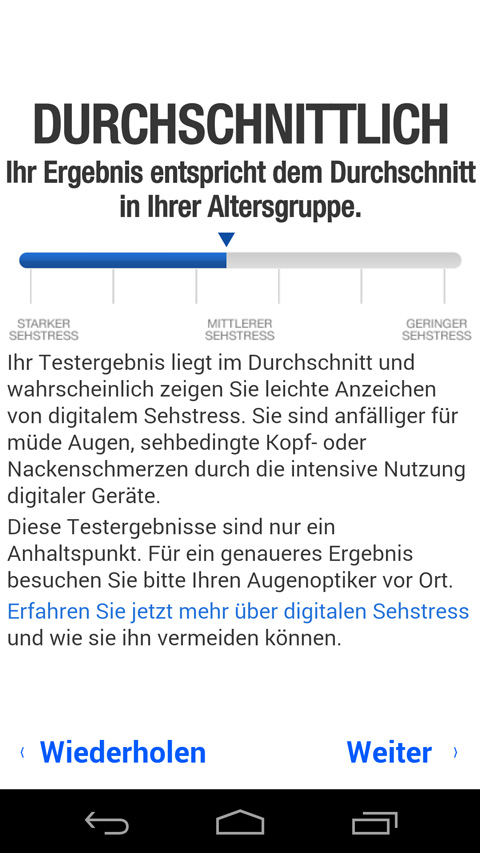 DURCHSCHNITTLICH
Ihr Ergebnis entspricht dem Durchschnitt
in Ihrer Altersgruppe.
STARKER SEHSTRESS
MITTLERER SEHSTRESS
GERINGER SEHSTRESS
Ihr Testergebnis liegt im Durchschnitt und
wahrscheinlich zeigen Sie leichte Anzeichen
von digitalem Sehstress. Sie sind anfälliger für
müde Augen, sehbedingte Kopf- oder
Nackenschmerzen durch die intensive Nutzung
digitaler Geräte.
Diese Testergebnisse sind nur ein
Anhaltspunkt. Für ein genaueres Ergebnis
besuchen Sie bitte Ihren Augenoptiker vor Ort.
Erfahren Sie jetzt mehr über digitalen Sehstress
und wie sie ihn vermeiden können.
‹ Wiederholen
Weiter ›